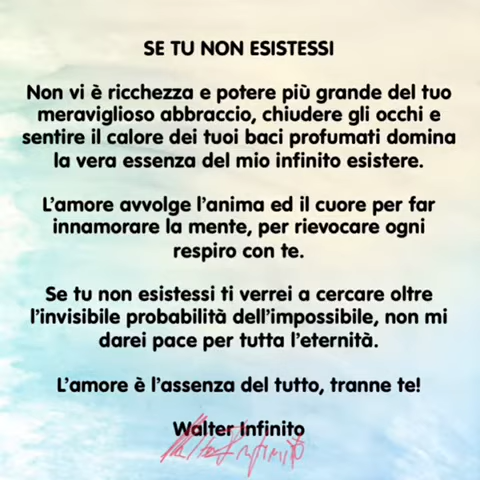 SE TU NON ESISTESSI
Non vi è ricchezza e potere più grande del tuo
meraviglioso abbraccio, chiudere gli occhi e
sentire il calore dei tuoi baci profumati domina
la vera essenza del mio infinito esistere.
L'amore avvolge l'anima ed il cuore per far
innamorare la mente, per rievocare ogni
respiro con te.
Se tu non esistessi ti verrei a cercare oltre
l'invisibile probabilità dell'impossibile, non mi
darei pace per tutta l'eternità.
L'amore è l'assenza del tutto, tranne te!
Walter Infinito
Walter Infinito